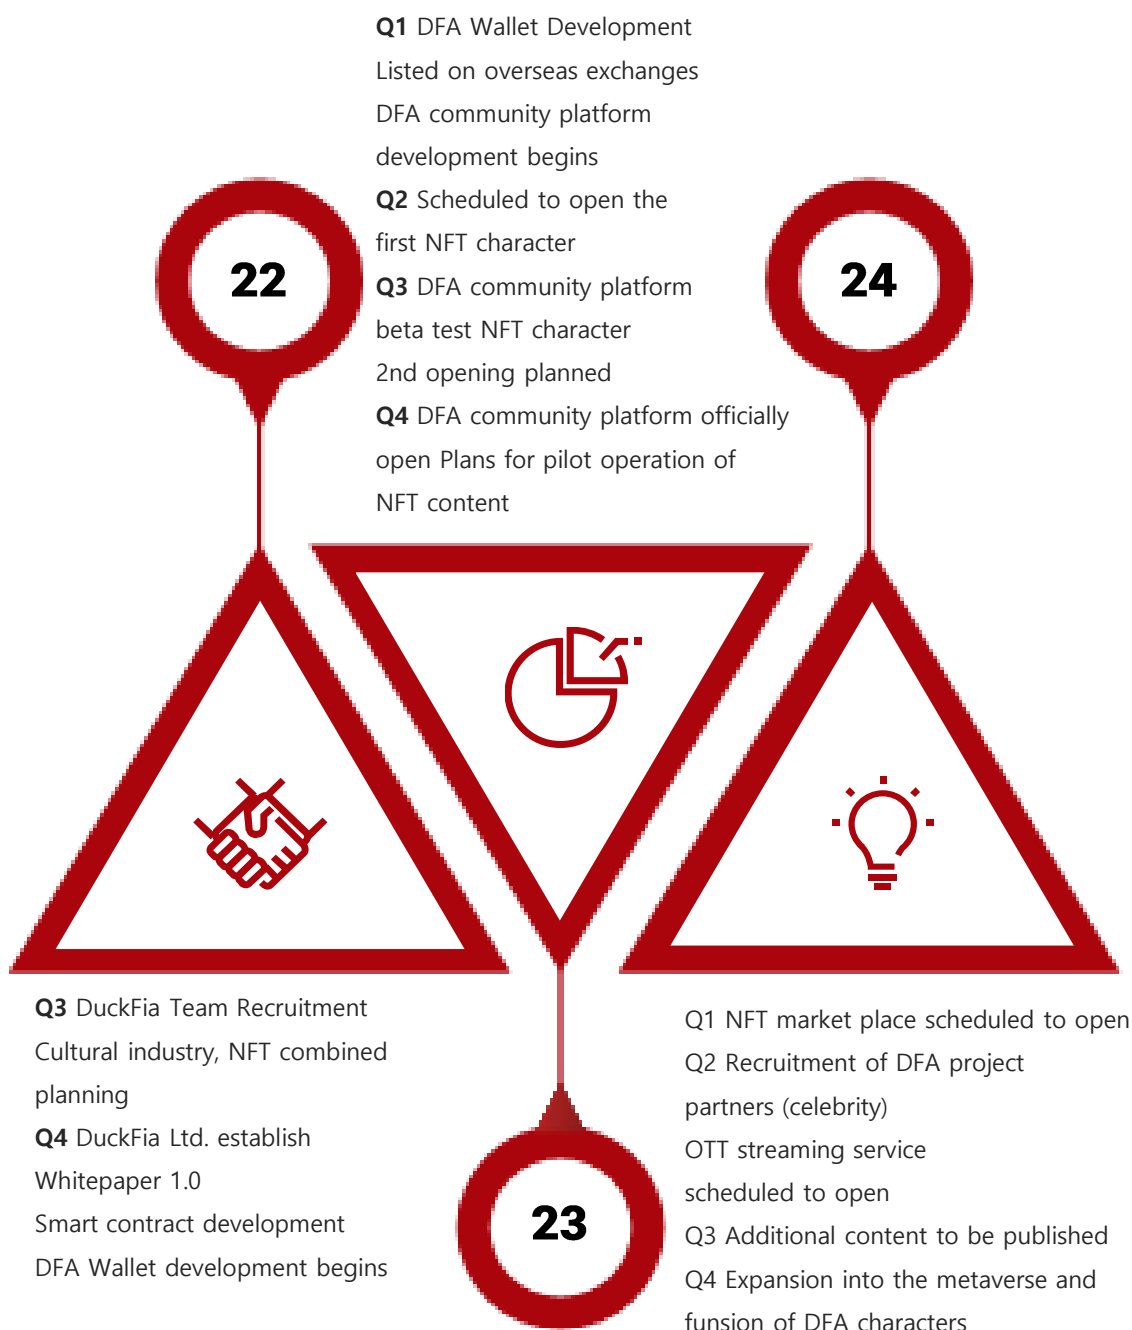 22
Q3 DuckFia Team Recruitment
Cultural industry, NFT combined
planning
Q4 DuckFia Ltd. establish
Whitepaper 1.0
Smart contract development
DFA Wallet development begins
Q1 DFA Wallet Development
Listed on overseas exchanges
DFA community platform
development begins
Q2 Scheduled to open the
first NFT character
Q3 DFA community platform
beta test NFT character
2nd opening planned
Q4 DFA community platform officially
open Plans for pilot operation of
NFT content
23
24
Q1 NFT market place scheduled to open
Q2 Recruitment of DFA project
partners (celebrity)
OTT streaming service
scheduled to open
Q3 Additional content to be published
Q4 Expansion into the metaverse and
funsion of DFA characters